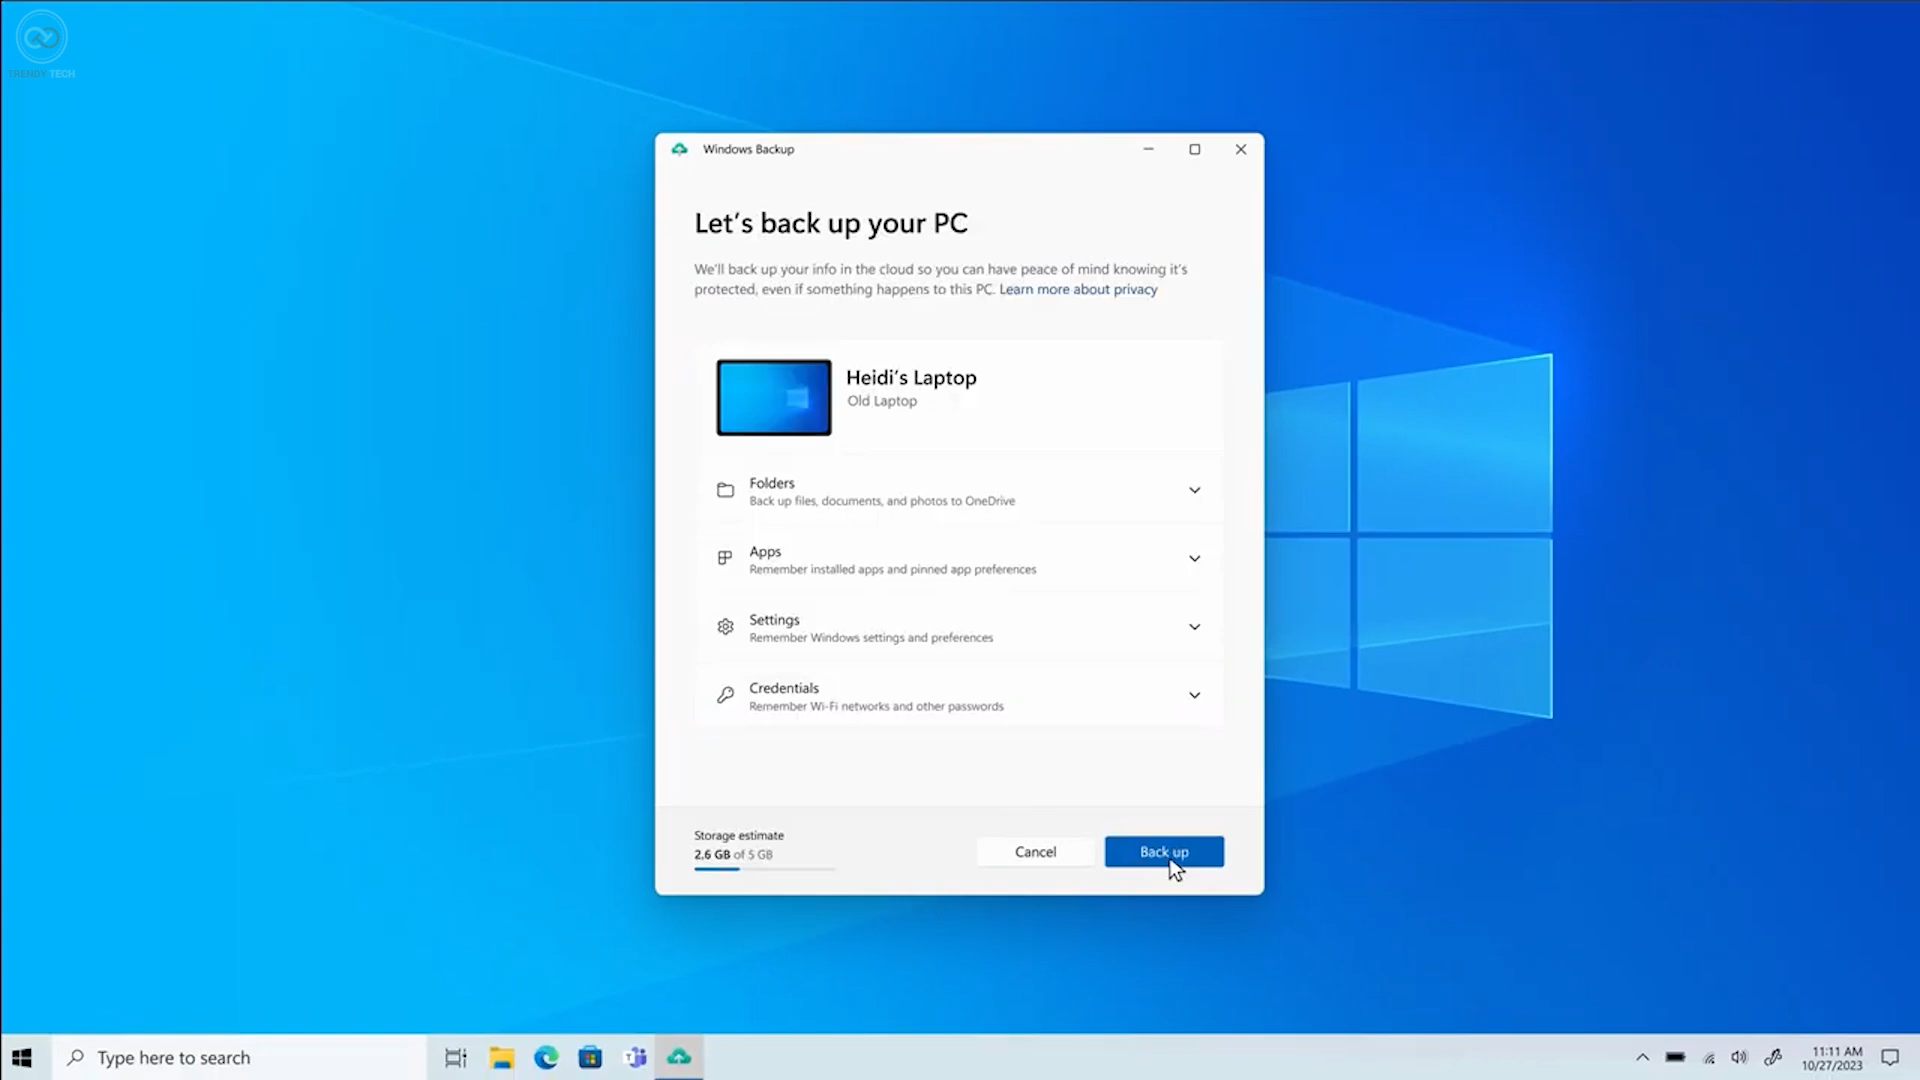 TRENDY TECH
Windows Backup
Let's back up your PC
We'll back up your info in the cloud so you can have peace of mind knowing it's
protected, even if something happens to this PC. Learn more about privacy
Heidi's Laptop
Old Laptop
Folders
Back up files, documents, and photos to OneDrive
Apps
Remember installed apps and pinned app preferences
Settings
Remember Windows settings and preferences
Credentials
Remember Wi-Fi networks and other passwords
Storage estimate
2,6 GB of 5 GB
Cancel
Back up
Type here to search
11:11 AM
10/27/2023